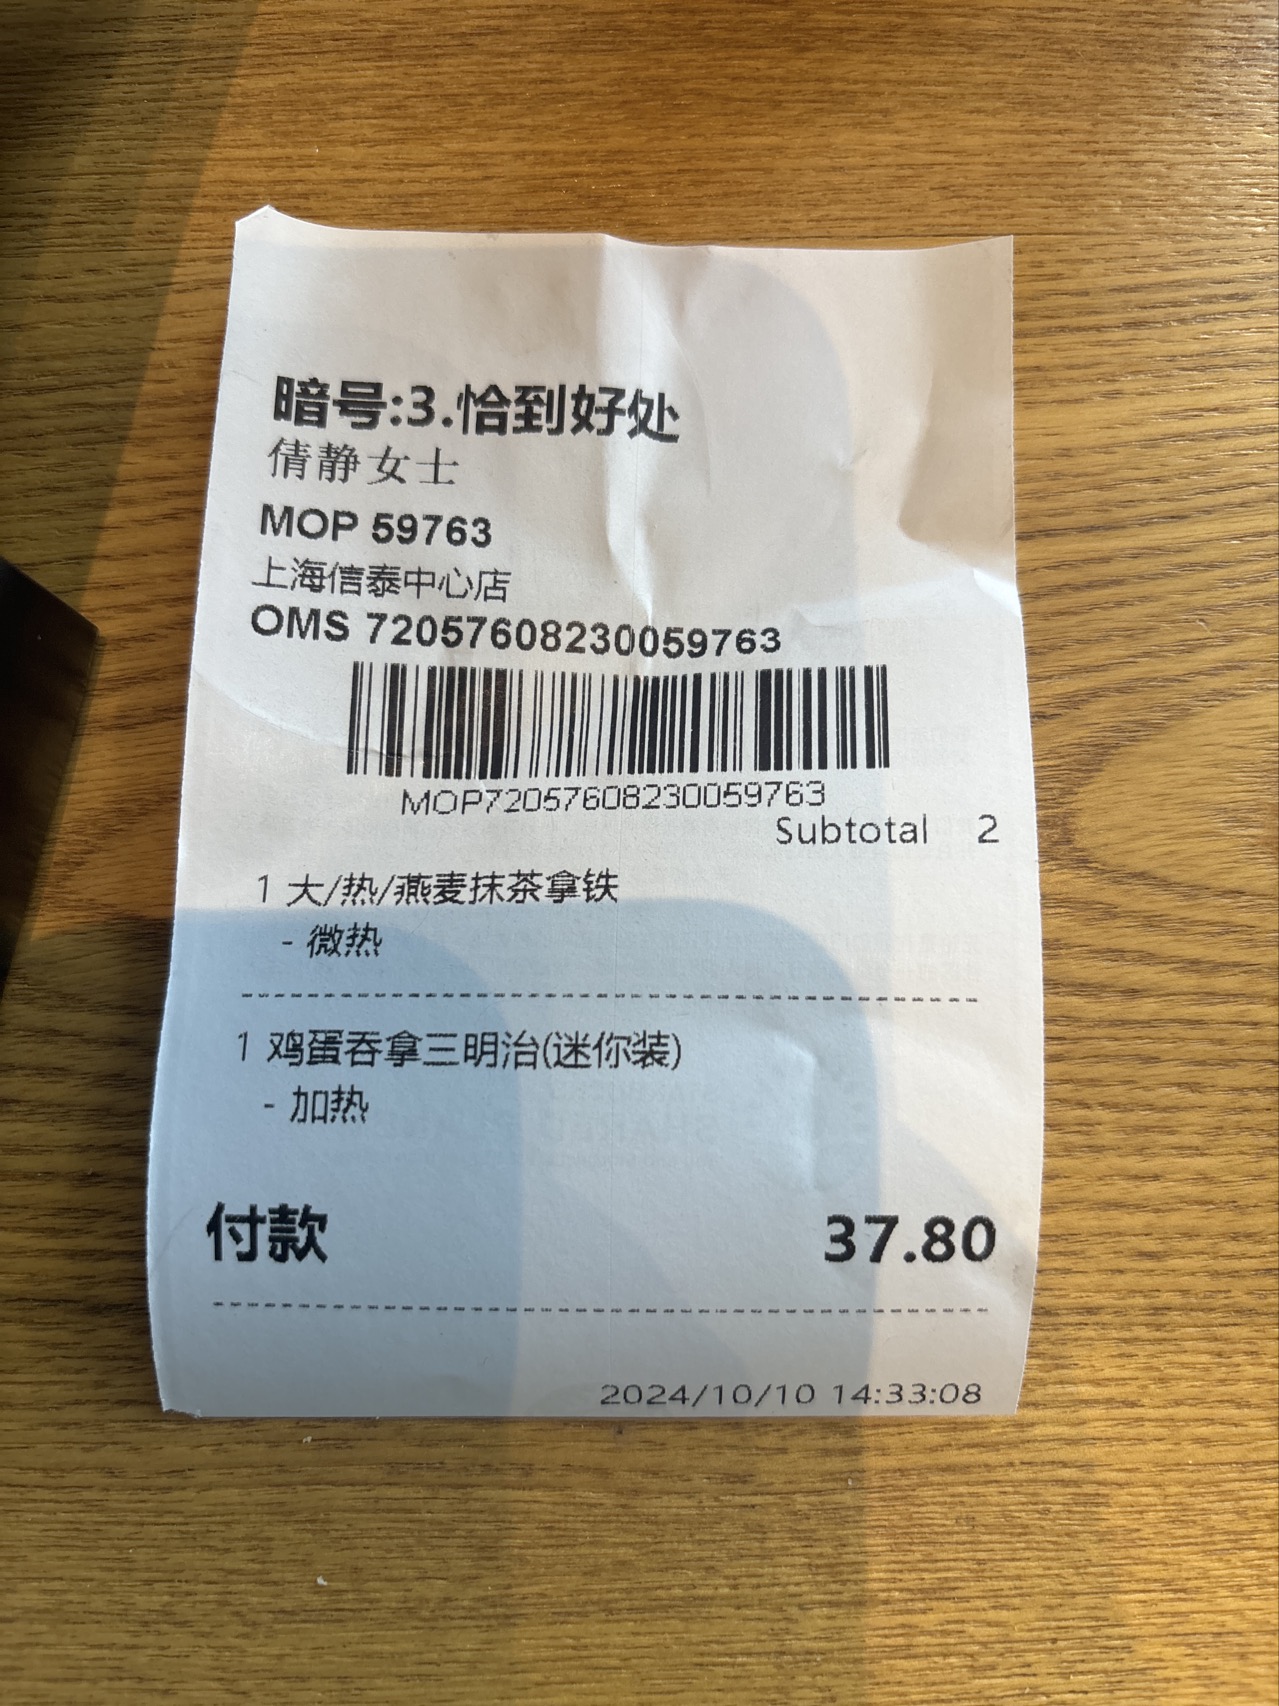 暗号:3.恰到好处
倩静女士
MOP 59763
上海信泰中心店
OMS 72057608230059763
MOP72057608230059763
Subtotal 2
1 大/热/燕麦抹茶拿铁
- 微热
1 鸡蛋吞拿三明治(迷你装)
- 加热
付款 37.80
2024/10/10 14:33:08